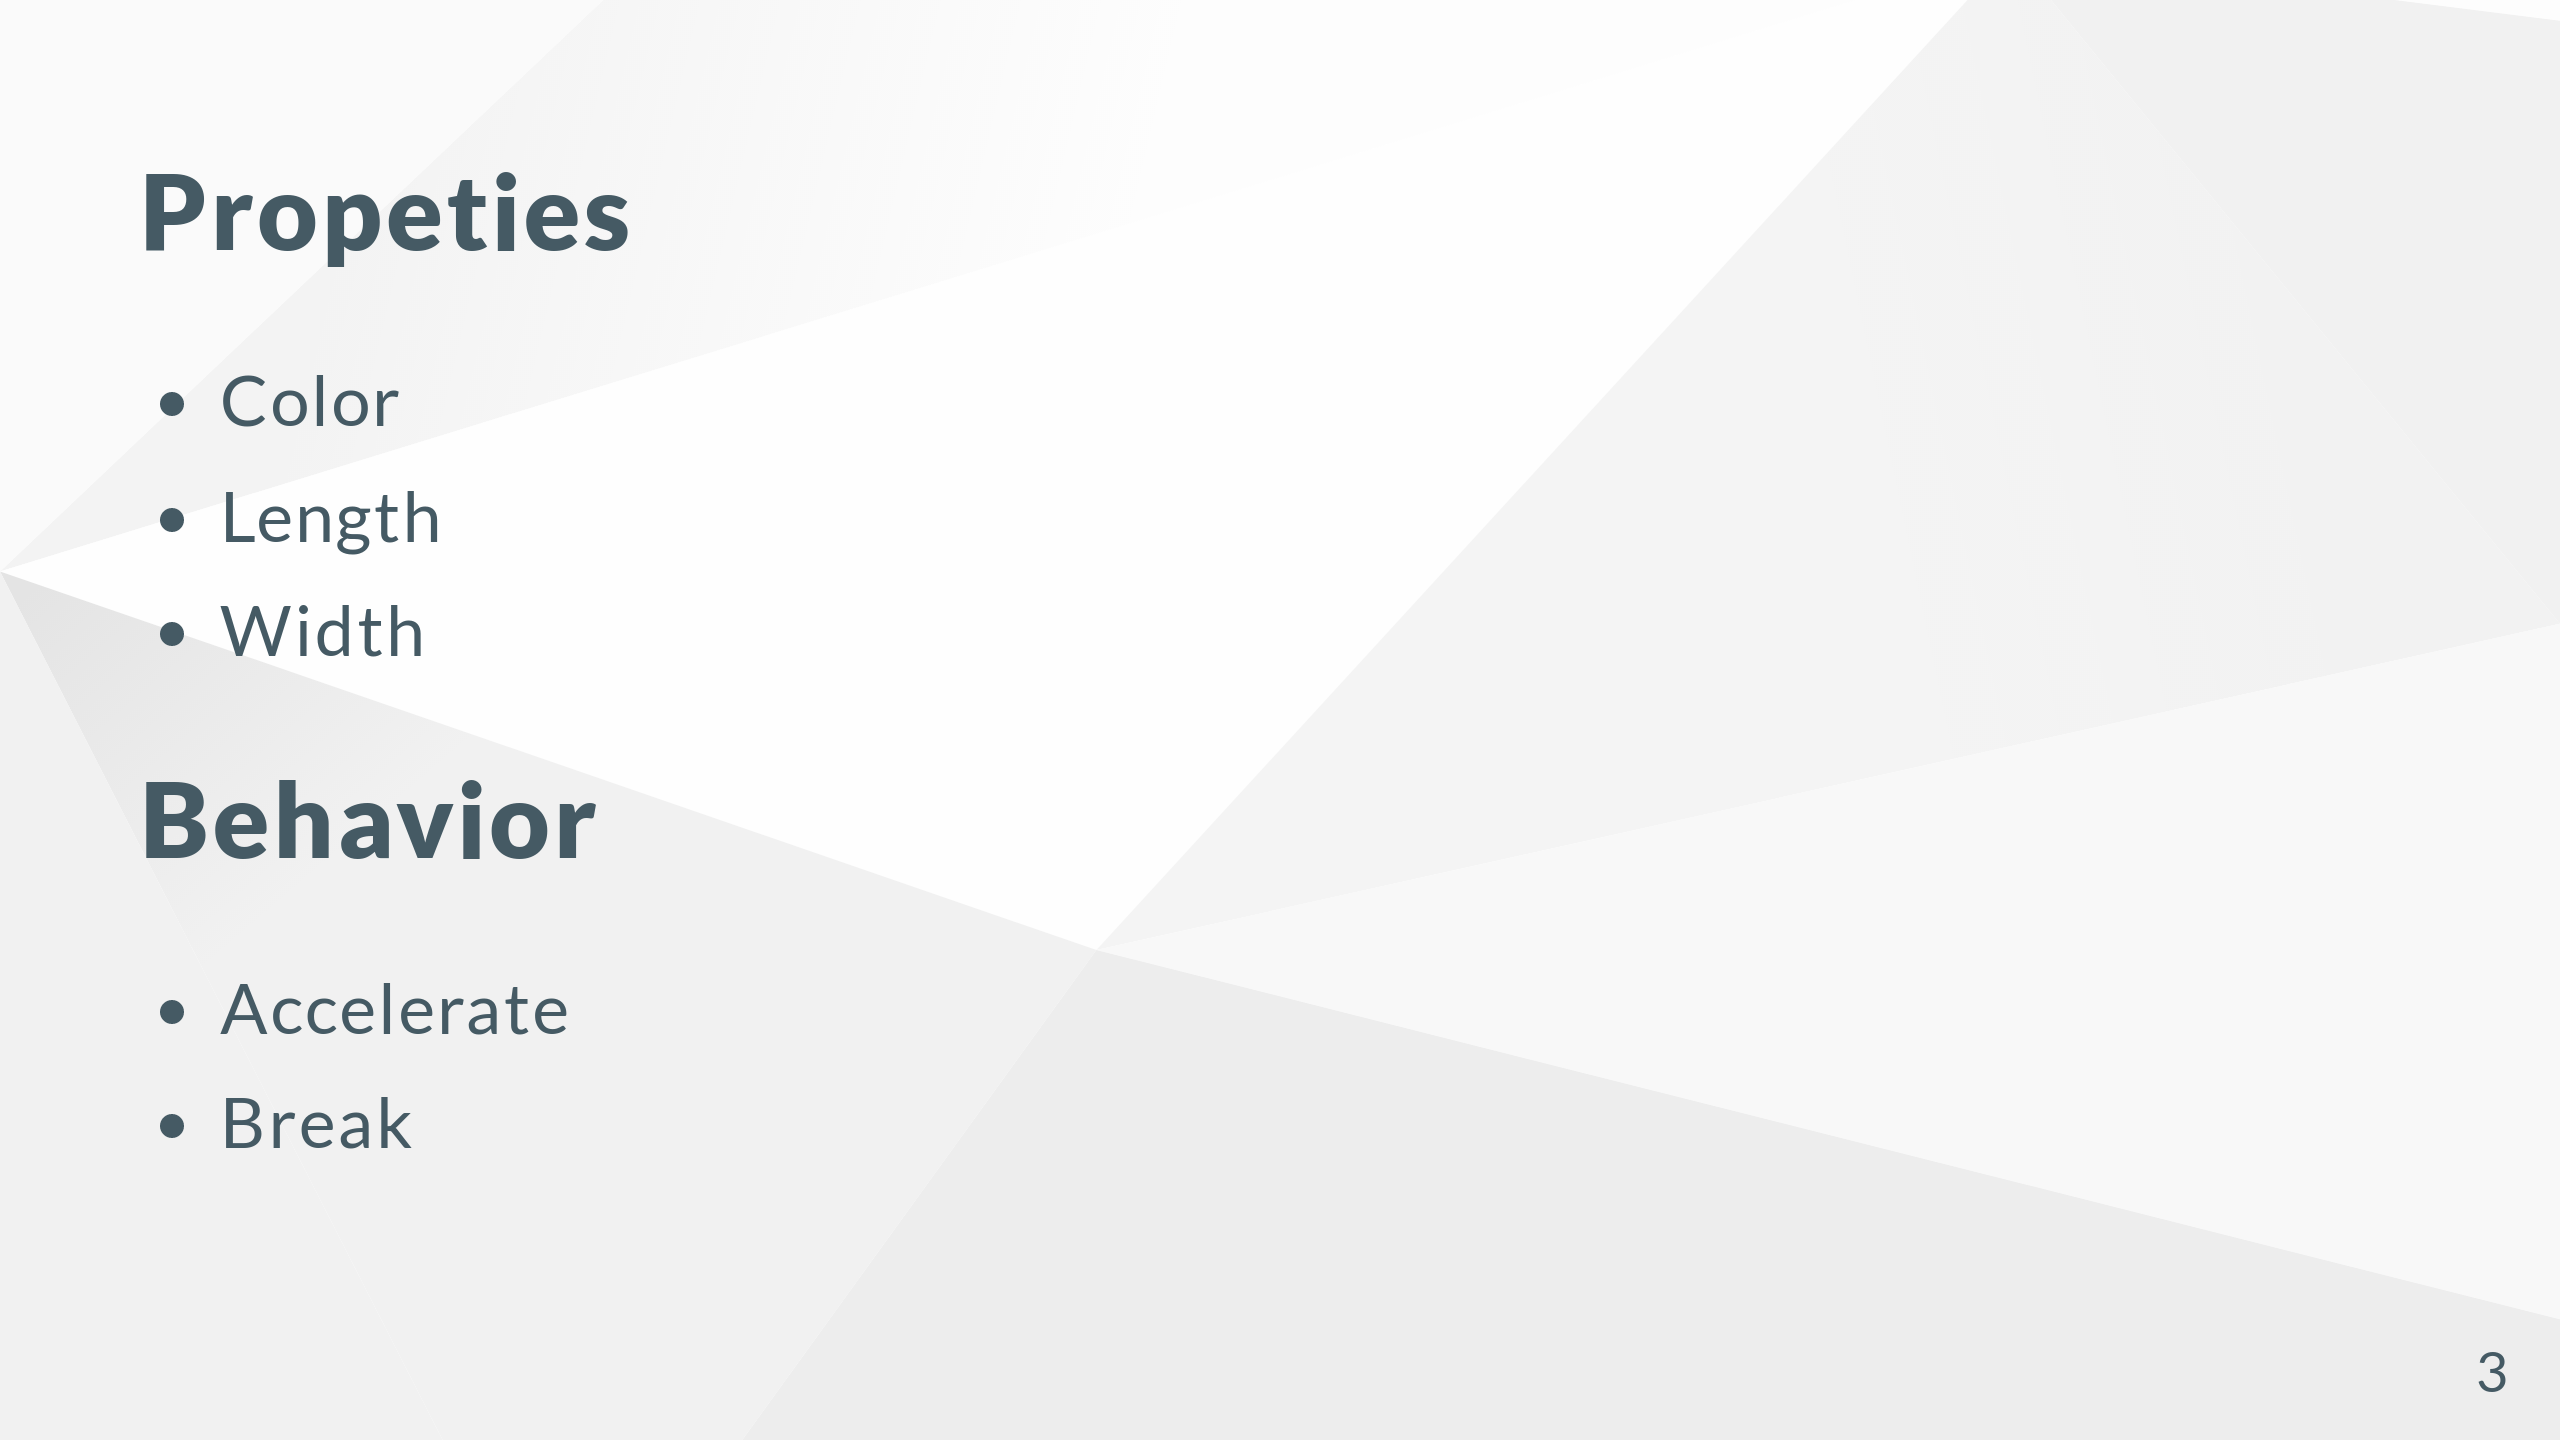 Propeties
• Color
• Length
• Width
Behavior
• Accelerate
• Break
3